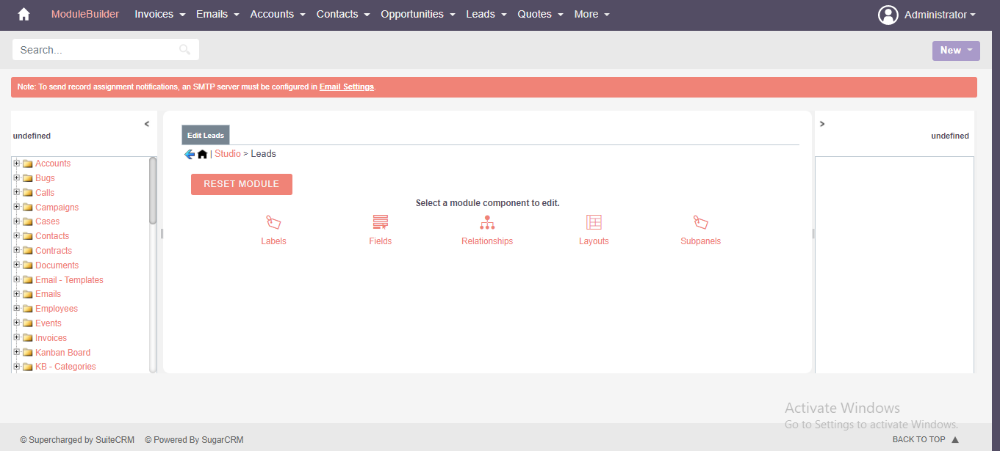 ModuleBuilder Invoices Emails Accounts Contacts Opportunities Leads Quotes More Administrator
Search...
New
Note: To send record assignment notifications, an SMTP server must be configured in Email Settings.
<
undefined
Accounts
Bugs
Calls
Campaigns
Cases
Contacts
Contracts
Documents
Email - Templates
Emails
Employees
Events
Invoices
Kanban Board
KB - Categories
Edit Leads
| Studio > Leads
RESET MODULE
Select a module component to edit.
Labels Fields Relationships Layouts Subpanels
>
undefined
Activate Windows
Go to Settings to activate Windows.
© Supercharged by SuiteCRM © Powered By SugarCRM
BACK TO TOP